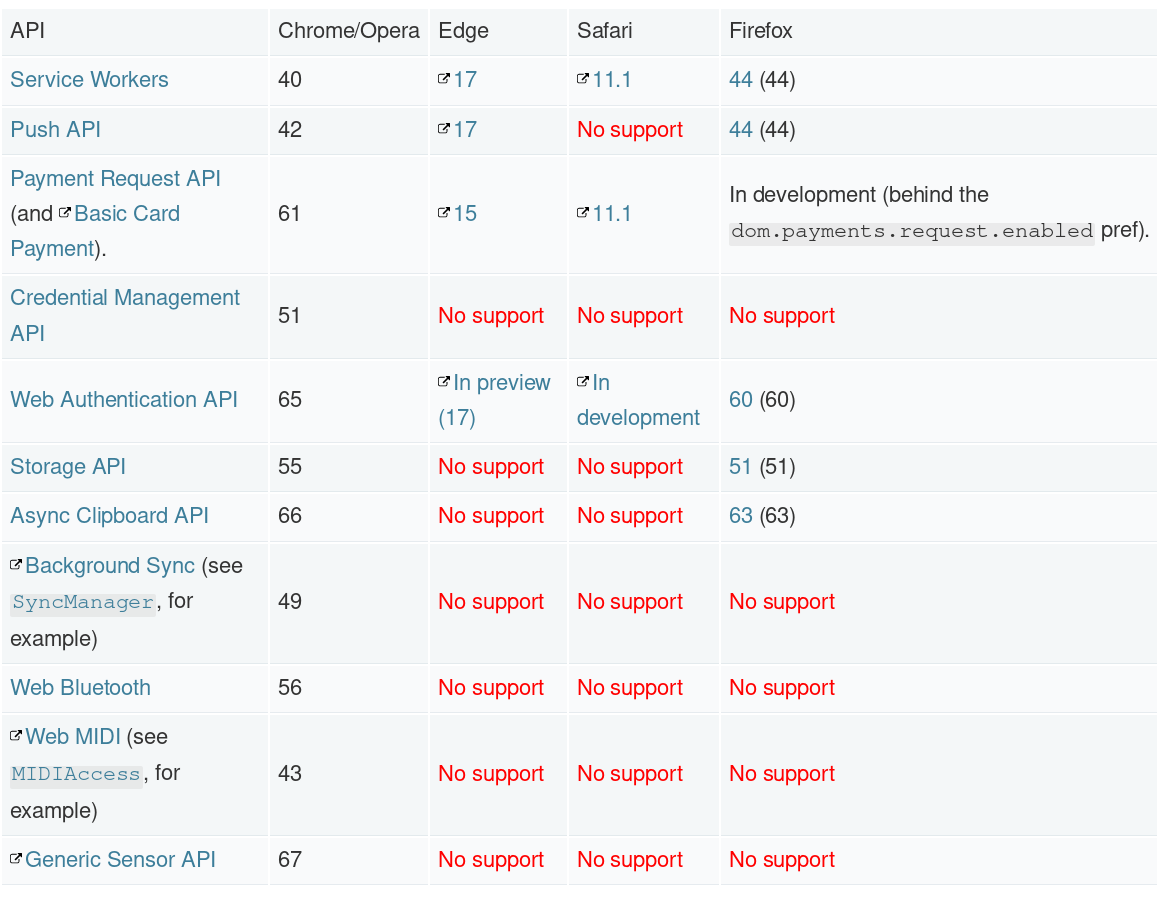 API Chrome/Opera Edge Safari Firefox
Service Workers 40 17 11.1 44 (44)
Push API 42 17 No support 44 (44)
Payment Request API
(and Basic Card
Payment). 61 15 11.1 In development (behind the
dom.payments.request.enabled pref).
Credential Management
API 51 No support No support No support
Web Authentication API 65 In preview
(17) In
development 60 (60)
Storage API 55 No support No support 51 (51)
Async Clipboard API 66 No support No support 63 (63)
Background Sync (see
SyncManager, for
example) 49 No support No support No support
Web Bluetooth 56 No support No support No support
Web MIDI (see
MIDIAccess, for
example) 43 No support No support No support
Generic Sensor API 67 No support No support No support